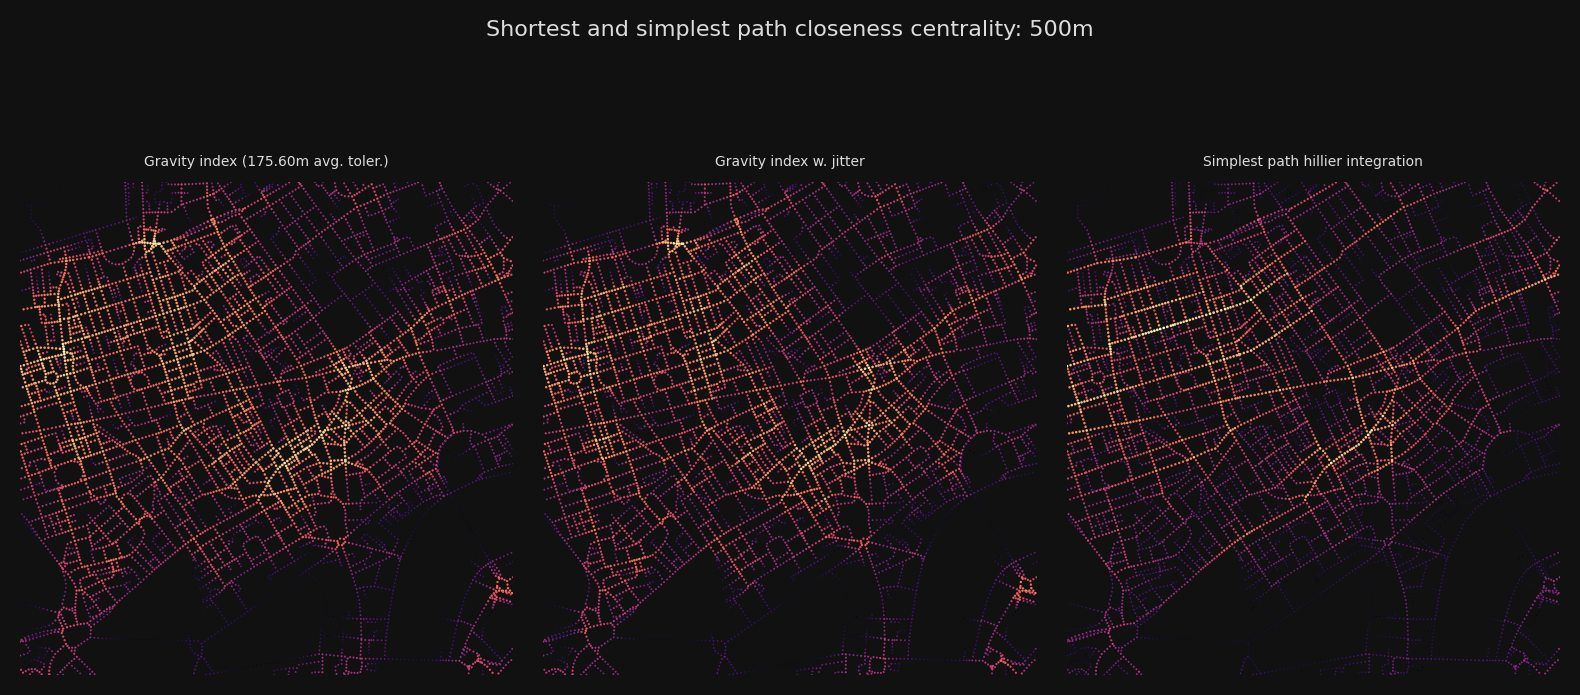 Shortest and simplest path closeness centrality: 500m
Gravity index (175.60m avg. toler.)
Gravity index w. jitter
Simplest path hillier integration